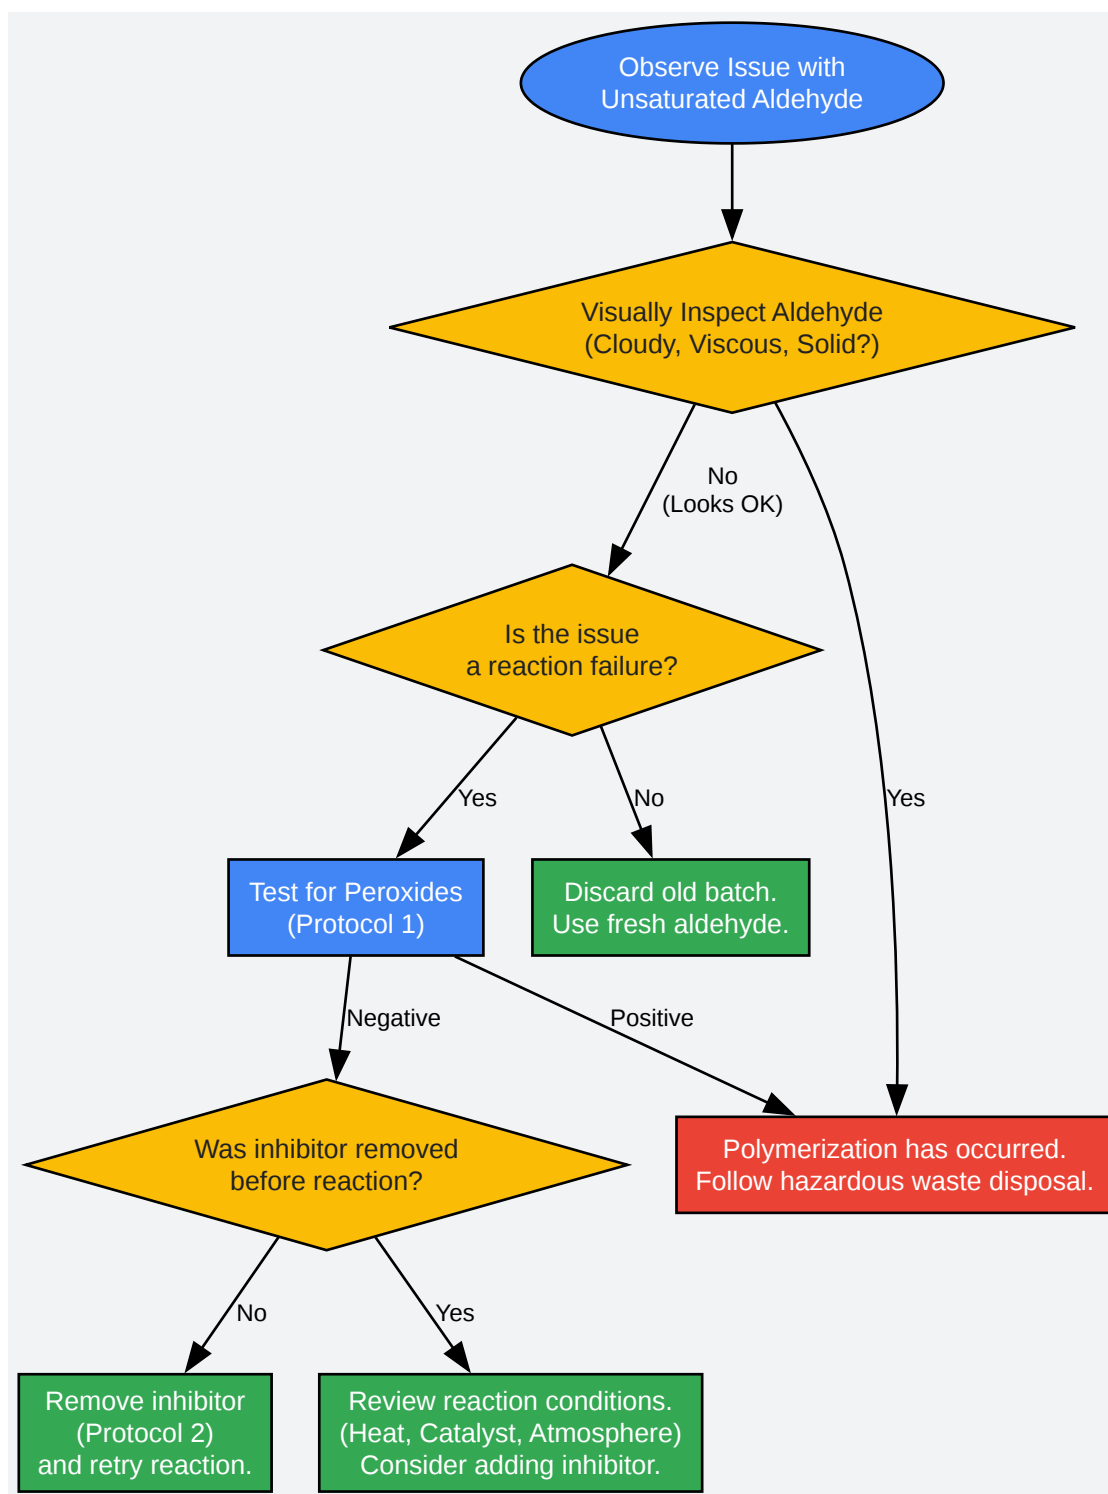 Observe Issue with
Unsaturated Aldehyde
Visually Inspect Aldehyde
(Cloudy, Viscous, Solid?)
No
(Looks OK)
Is the issue
a reaction failure?
Yes
No
Yes
Test for Peroxides
(Protocol 1)
Discard old batch.
Use fresh aldehyde.
Negative
Positive
Was inhibitor removed
before reaction?
Polymerization has occurred.
Follow hazardous waste disposal.
No
Yes
Remove inhibitor
(Protocol 2)
and retry reaction.
Review reaction conditions.
(Heat, Catalyst, Atmosphere)
Consider adding inhibitor.